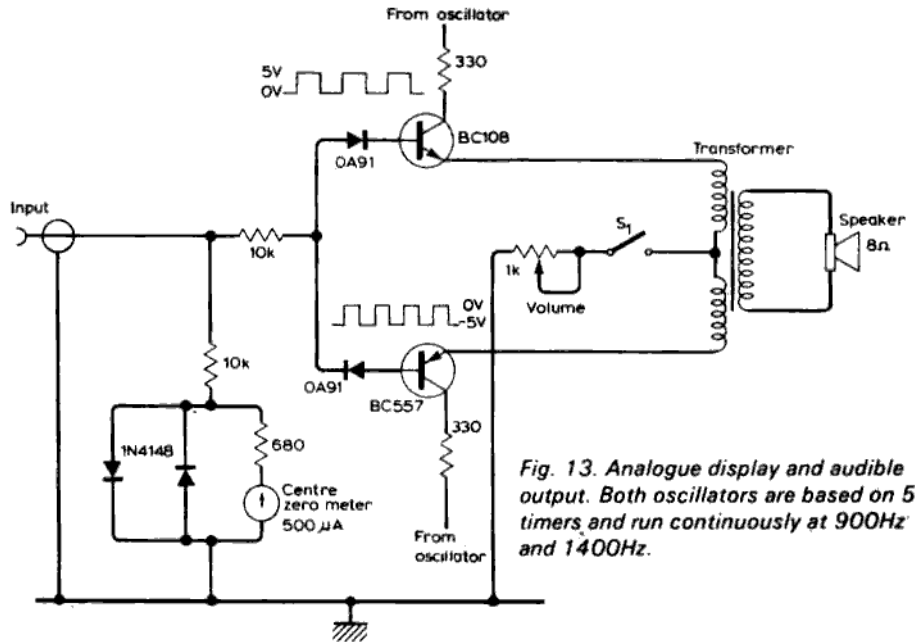 From oscillator
330
5V
0V
BC108
OA91
Transformer
Input
10k
S1
Speaker
8Ω
1k
Volume
0V
-5V
10k
OA91
BC557
1N4148
680
330
Centre
zero meter
500 µA
From
oscillator
Fig. 13. Analogue display and audible
output. Both oscillators are based on 5
timers and run continuously at 900Hz
and 1400Hz.